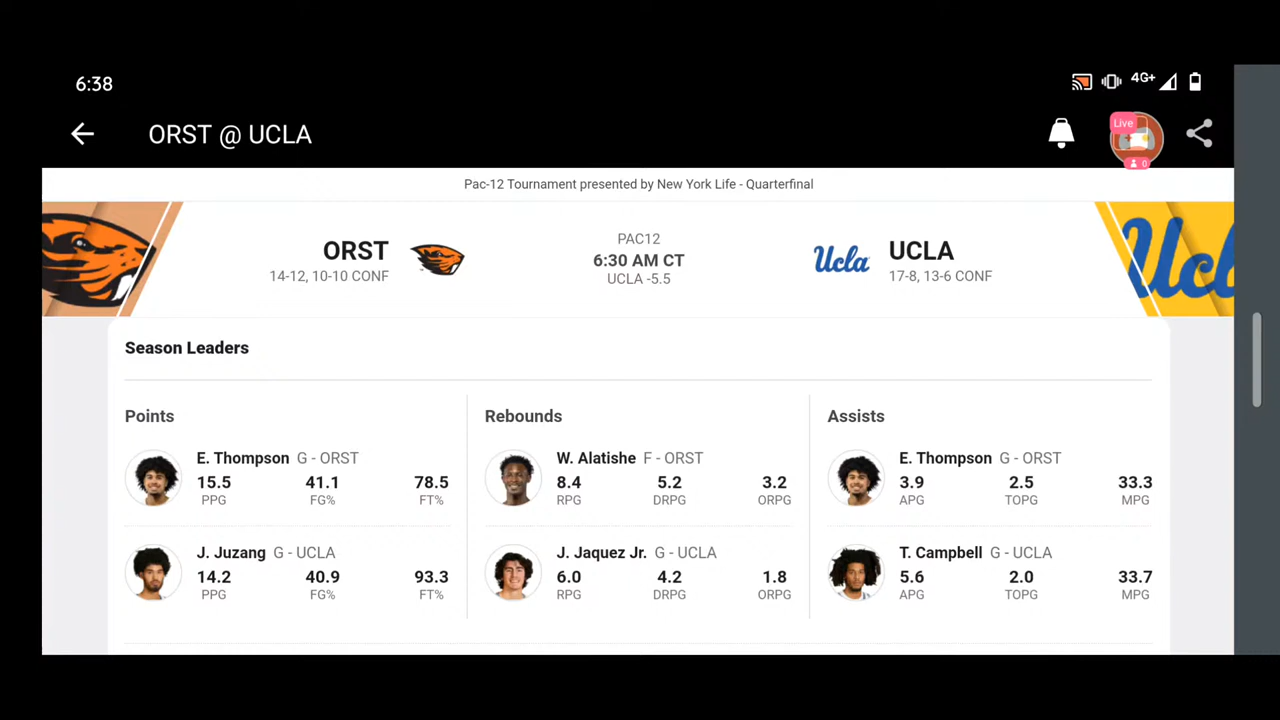 6:38
4G+
ORST @ UCLA
Live
0
Pac-12 Tournament presented by New York Life - Quarterfinal
ORST
14-12, 10-10 CONF
PAC12
6:30 AM CT
UCLA -5.5
Ucla
UCLA
17-8, 13-6 CONF
Ucl
Season Leaders
Points
E. Thompson G - ORST
15.5 41.1 78.5
PPG FG% FT%
J. Juzang G - UCLA
14.2 40.9 93.3
PPG FG% FT%
Rebounds
W. Alatishe F - ORST
8.4 5.2 3.2
RPG DRPG ORPG
J. Jaquez Jr. G - UCLA
6.0 4.2 1.8
RPG DRPG ORPG
Assists
E. Thompson G - ORST
3.9 2.5 33.3
APG TOPG MPG
T. Campbell G - UCLA
5.6 2.0 33.7
APG TOPG MPG